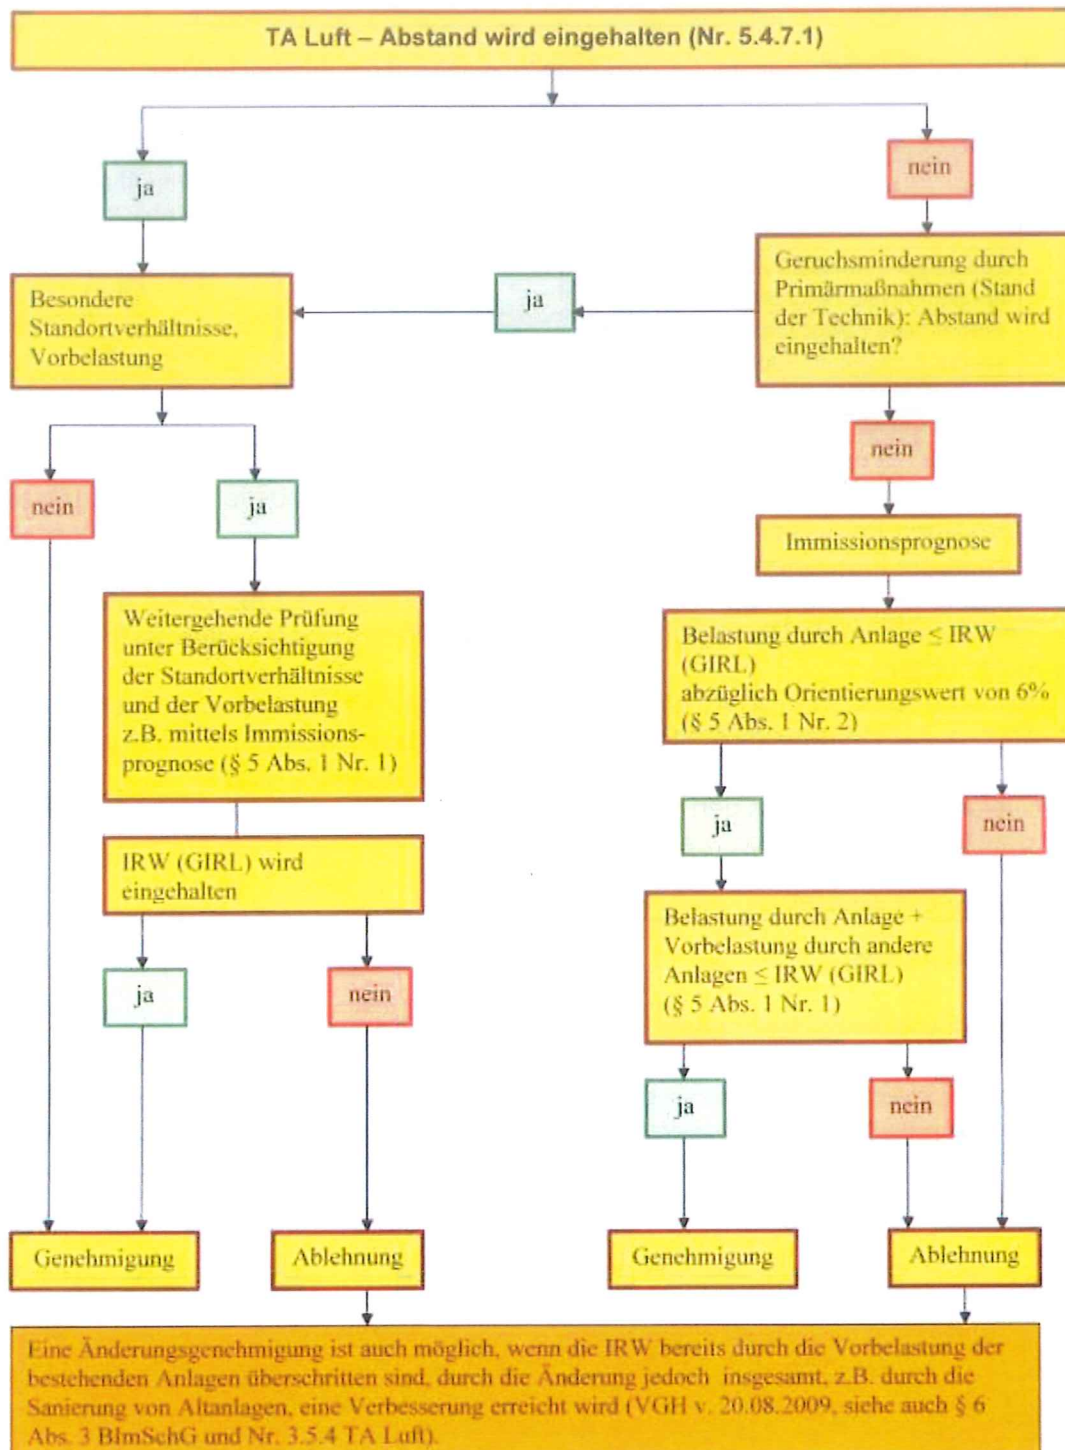 TA Luft – Abstand wird eingehalten (Nr. 5.4.7.1)
ja
nein
Besondere
Standortverhältnisse,
Vorbelastung
ja
Geruchsminderung durch
Primärmaßnahmen (Stand
der Technik): Abstand wird
eingehalten?
nein
nein
ja
Immissionsprognose
Weitergehende Prüfung
unter Berücksichtigung
der Standortverhältnisse
und der Vorbelastung
z.B. mittels Immissions-
prognose (§ 5 Abs. 1 Nr. 1)
Belastung durch Anlage ≤ IRW
(GIRL)
abzüglich Orientierungswert von 6%
(§ 5 Abs. 1 Nr. 2)
ja
nein
IRW (GIRL) wird
eingehalten
Belastung durch Anlage +
Vorbelastung durch andere
Anlagen ≤ IRW (GIRL)
(§ 5 Abs. 1 Nr. 1)
ja
nein
ja
nein
Genehmigung
Ablehnung
Genehmigung
Ablehnung
Eine Änderungsgenehmigung ist auch möglich, wenn die IRW bereits durch die Vorbelastung der
bestehenden Anlagen überschritten sind, durch die Änderung jedoch insgesamt, z.B. durch die
Sanierung von Altanlagen, eine Verbesserung erreicht wird (VGH v. 20.08.2009, siehe auch § 6
Abs. 3 BImSchG und Nr. 3.5.4 TA Luft).